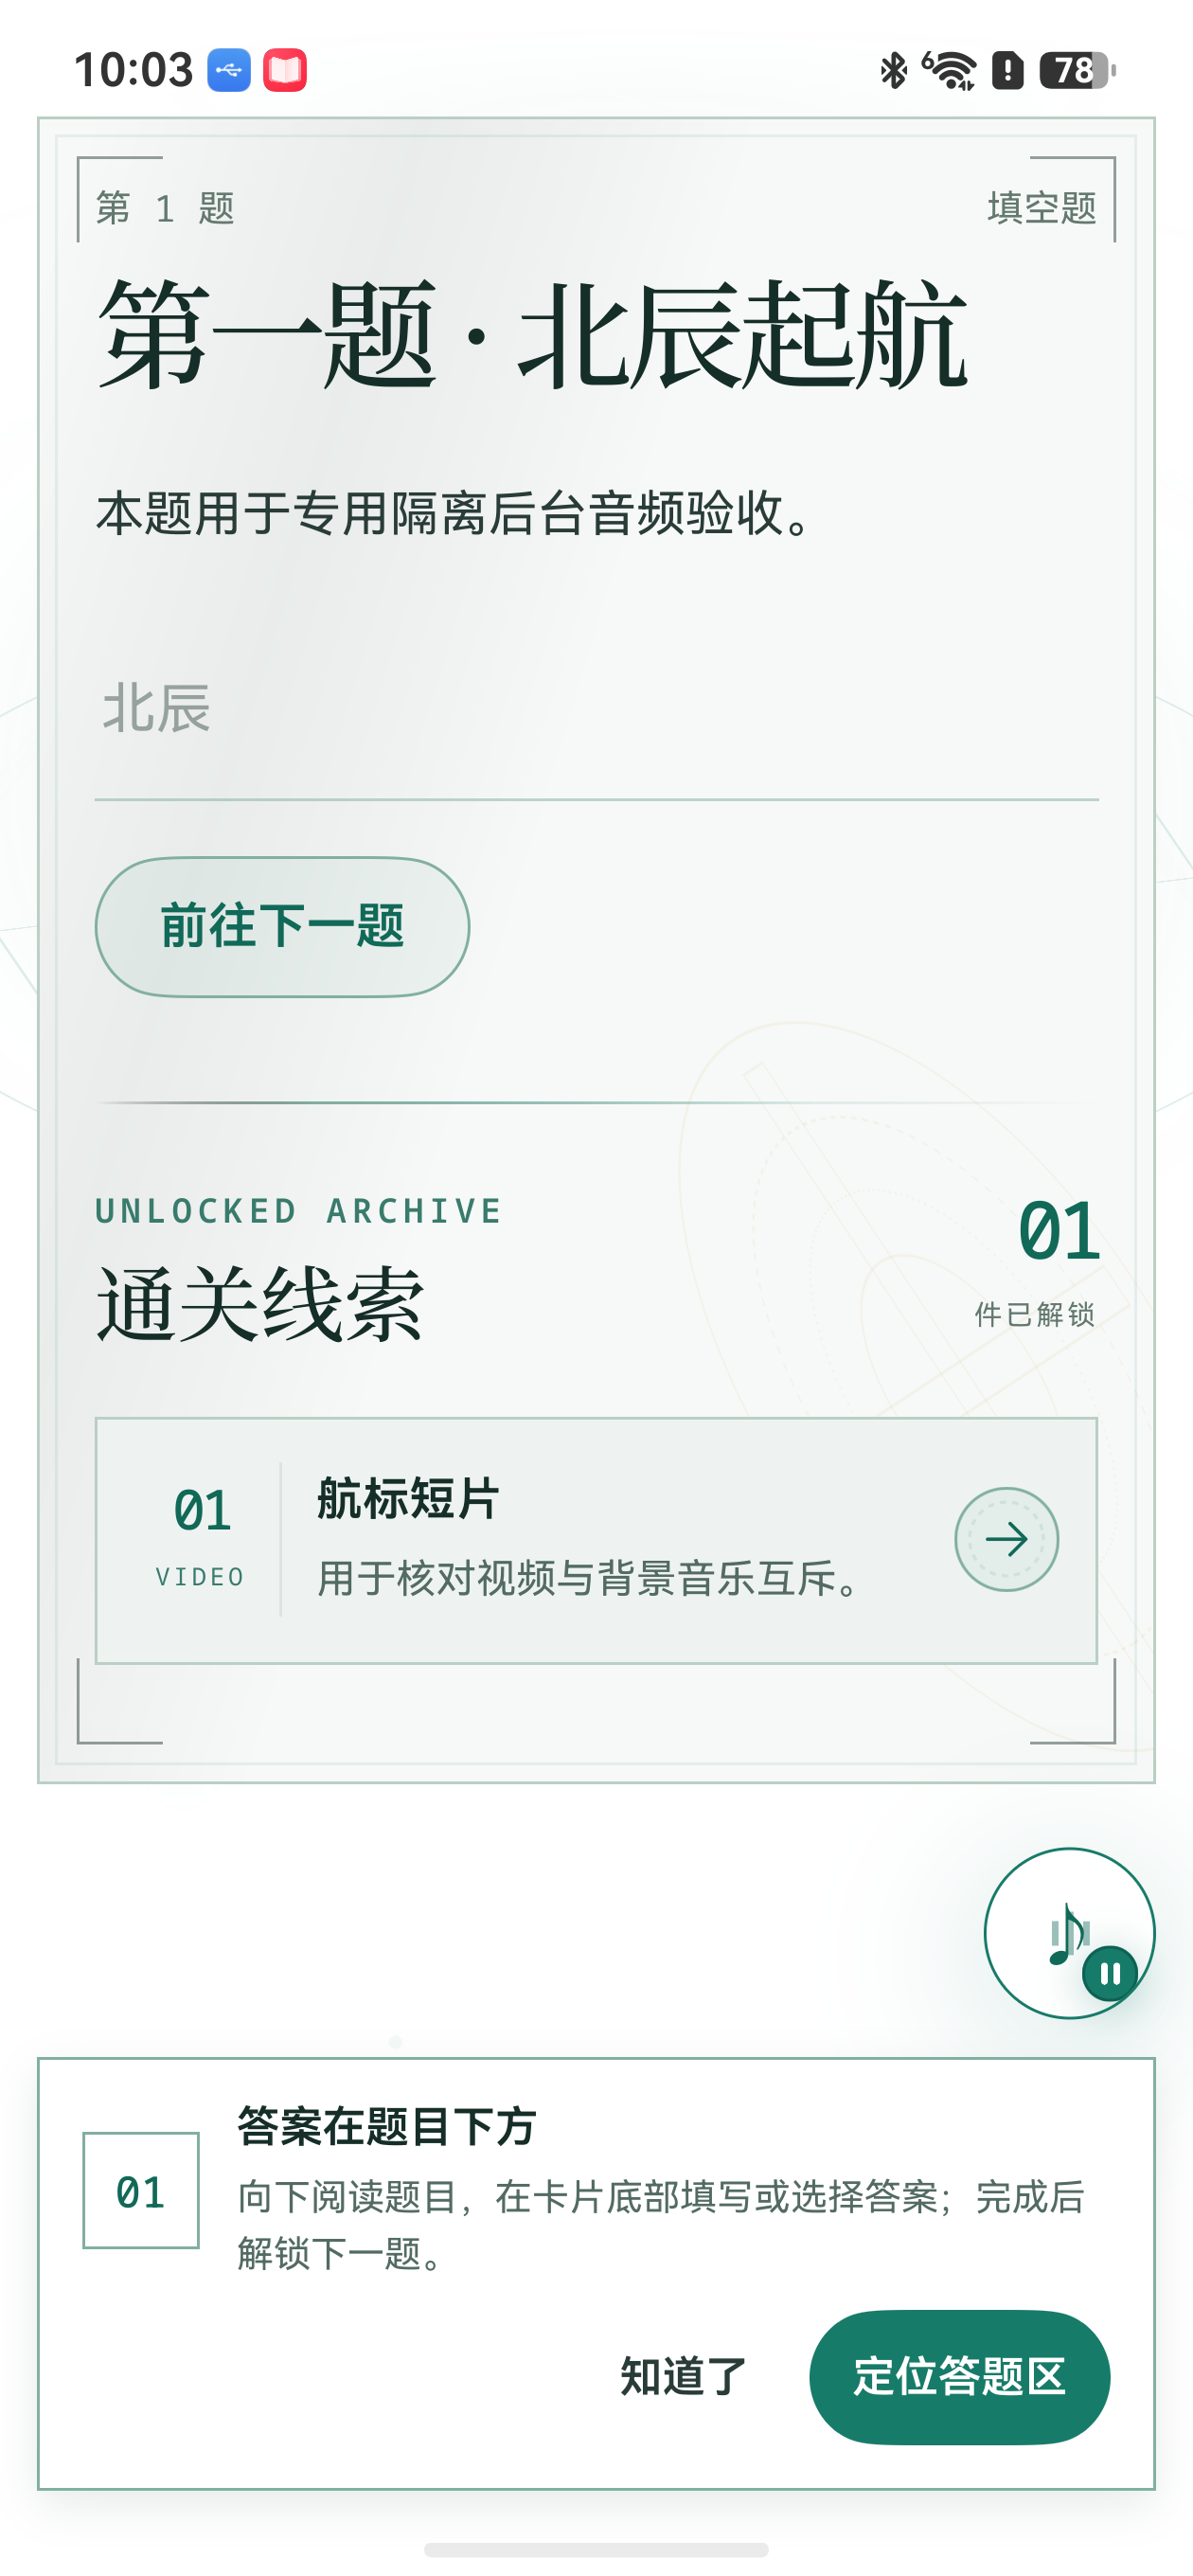 10:03
6
78
第 1 题
填空题
第一题 · 北辰起航
本题用于专用隔离后台音频验收。
北辰
前往下一题
UNLOCKED ARCHIVE
01
通关线索
件已解锁
01
VIDEO
航标短片
用于核对视频与背景音乐互斥。
01
答案在题目下方
向下阅读题目，在卡片底部填写或选择答案；完成后
解锁下一题。
知道了
定位答题区